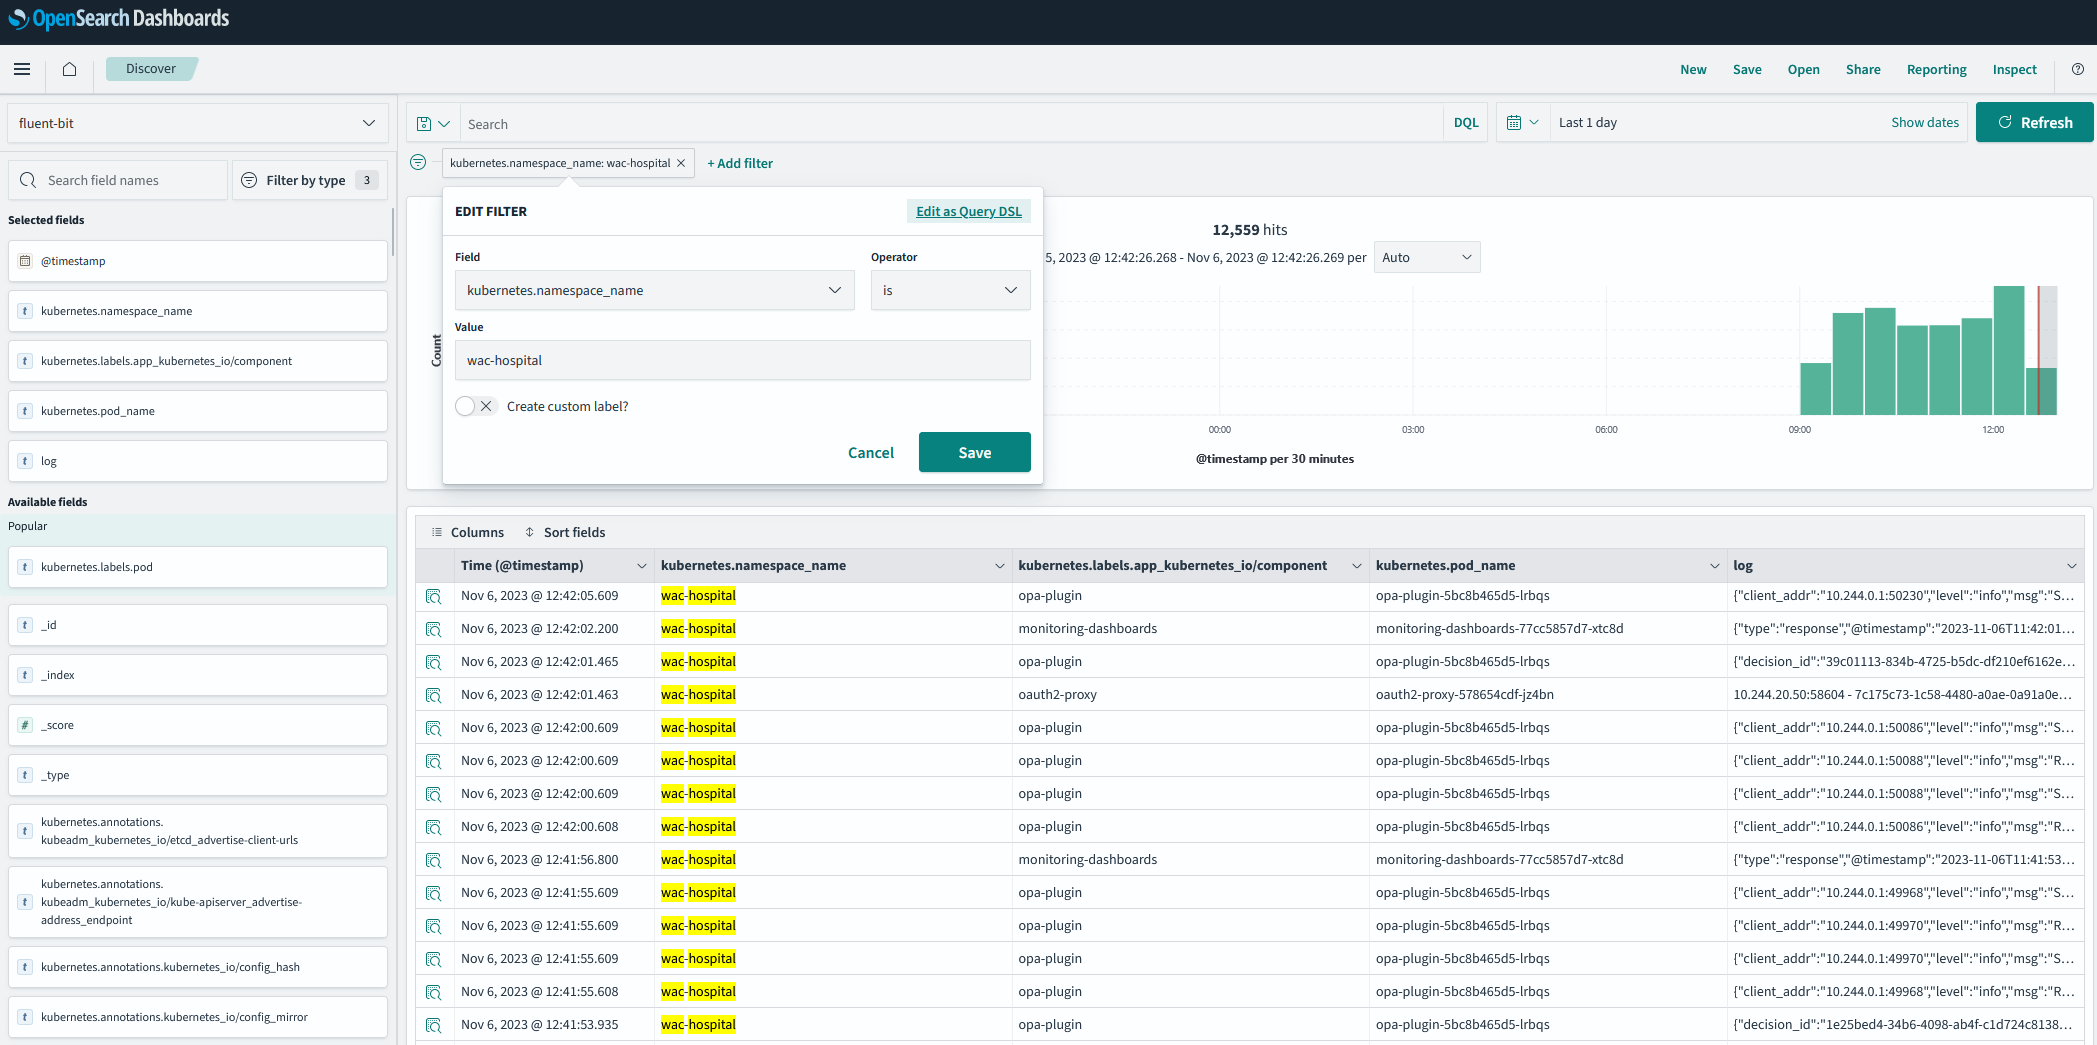 OpenSearch Dashboards
Discover
New Save Open Share Reporting Inspect
fluent-bit
Search
DQL
Last 1 day
Show dates
Refresh
kubernetes.namespace_name: wac-hospital
+ Add filter
Search field names
Filter by type 3
Selected fields
@timestamp
kubernetes.namespace_name
kubernetes.labels.app_kubernetes_io/component
kubernetes.pod_name
log
Available fields
Popular
kubernetes.labels.pod
_id
_index
_score
_type
kubernetes.annotations.
kubeadm_kubernetes_io/etcd_advertise-client-urls
kubernetes.annotations.
kubeadm_kubernetes_io/kube-apiserver_advertise-
address_endpoint
kubernetes.annotations.kubernetes_io/config_hash
kubernetes.annotations.kubernetes_io/config_mirror
EDIT FILTER
Edit as Query DSL
Field
Operator
kubernetes.namespace_name
is
Value
wac-hospital
Create custom label?
Cancel
Save
12,559 hits
5, 2023 @ 12:42:26.268 - Nov 6, 2023 @ 12:42:26.269 per
Auto
Count
00:00 03:00 06:00 09:00 12:00
@timestamp per 30 minutes
Columns Sort fields
Time (@timestamp) kubernetes.namespace_name kubernetes.labels.app_kubernetes_io/component kubernetes.pod_name log
Nov 6, 2023 @ 12:42:05.609 wac-hospital opa-plugin opa-plugin-5bc8b465d5-lrbqs {"client_addr":"10.244.0.1:50230","level":"info","msg":"S...
Nov 6, 2023 @ 12:42:02.200 wac-hospital monitoring-dashboards monitoring-dashboards-77cc5857d7-xtc8d {"type":"response","@timestamp":"2023-11-06T11:42:01...
Nov 6, 2023 @ 12:42:01.465 wac-hospital opa-plugin opa-plugin-5bc8b465d5-lrbqs {"decision_id":"39c01113-834b-4725-b5dc-df210ef6162e...
Nov 6, 2023 @ 12:42:01.463 wac-hospital oauth2-proxy oauth2-proxy-578654cdf-jz4bn 10.244.20.50:58604 - 7c175c73-1c58-4480-a0ae-0a91a0e...
Nov 6, 2023 @ 12:42:00.609 wac-hospital opa-plugin opa-plugin-5bc8b465d5-lrbqs {"client_addr":"10.244.0.1:50086","level":"info","msg":"S...
Nov 6, 2023 @ 12:42:00.609 wac-hospital opa-plugin opa-plugin-5bc8b465d5-lrbqs {"client_addr":"10.244.0.1:50088","level":"info","msg":"R...
Nov 6, 2023 @ 12:42:00.609 wac-hospital opa-plugin opa-plugin-5bc8b465d5-lrbqs {"client_addr":"10.244.0.1:50088","level":"info","msg":"S...
Nov 6, 2023 @ 12:42:00.608 wac-hospital opa-plugin opa-plugin-5bc8b465d5-lrbqs {"client_addr":"10.244.0.1:50086","level":"info","msg":"R...
Nov 6, 2023 @ 12:41:56.800 wac-hospital monitoring-dashboards monitoring-dashboards-77cc5857d7-xtc8d {"type":"response","@timestamp":"2023-11-06T11:41:53...
Nov 6, 2023 @ 12:41:55.609 wac-hospital opa-plugin opa-plugin-5bc8b465d5-lrbqs {"client_addr":"10.244.0.1:49968","level":"info","msg":"S...
Nov 6, 2023 @ 12:41:55.609 wac-hospital opa-plugin opa-plugin-5bc8b465d5-lrbqs {"client_addr":"10.244.0.1:49970","level":"info","msg":"R...
Nov 6, 2023 @ 12:41:55.609 wac-hospital opa-plugin opa-plugin-5bc8b465d5-lrbqs {"client_addr":"10.244.0.1:49970","level":"info","msg":"S...
Nov 6, 2023 @ 12:41:55.608 wac-hospital opa-plugin opa-plugin-5bc8b465d5-lrbqs {"client_addr":"10.244.0.1:49968","level":"info","msg":"R...
Nov 6, 2023 @ 12:41:53.935 wac-hospital opa-plugin opa-plugin-5bc8b465d5-lrbqs {"decision_id":"1e25bed4-34b6-4098-ab4f-c1d724c8138...